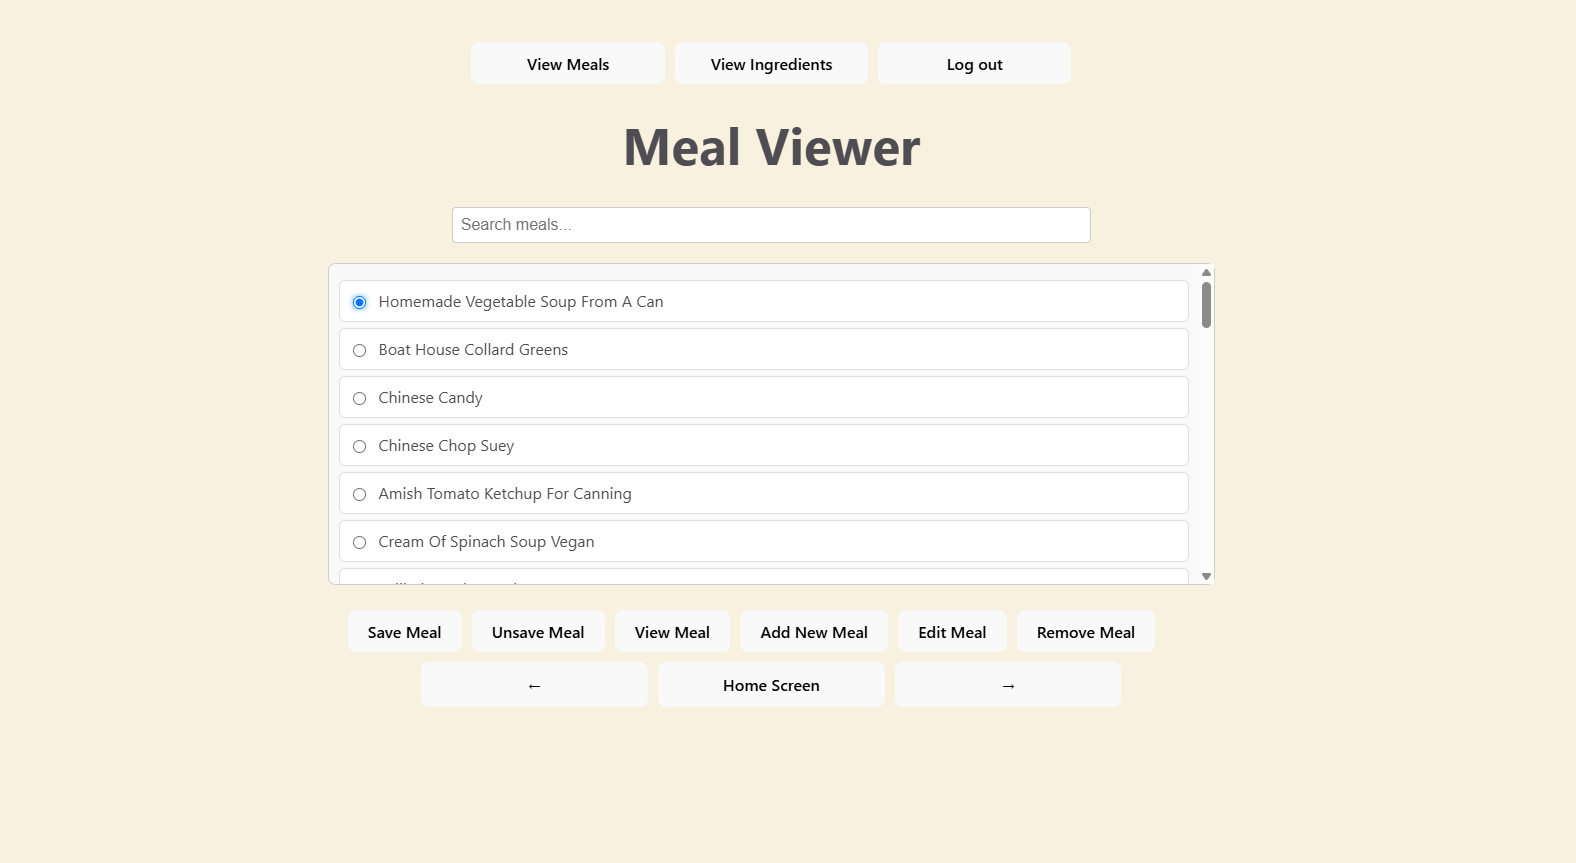 View Meals View Ingredients Log out
Meal Viewer
Search meals...
Homemade Vegetable Soup From A Can
Boat House Collard Greens
Chinese Candy
Chinese Chop Suey
Amish Tomato Ketchup For Canning
Cream Of Spinach Soup Vegan
Save Meal Unsave Meal View Meal Add New Meal Edit Meal Remove Meal
← Home Screen →